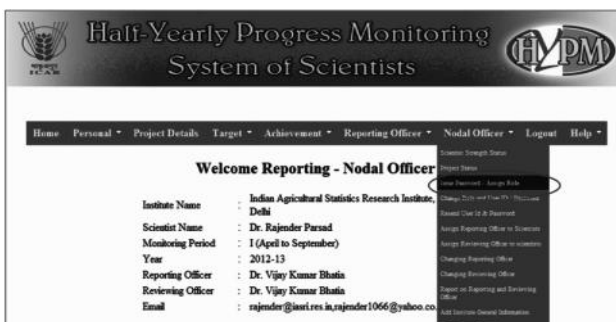 Half-Yearly Progress Monitoring
System of Scientists
ICAR
HYPM
Home Personal Project Details Target Achievement Reporting Officer Nodal Officer Logout Help
Welcome Reporting - Nodal Officer
Institute Name : Indian Agricultural Statistics Research Institute,
Delhi
Scientist Name : Dr. Rajender Parsad
Monitoring Period : I (April to September)
Year : 2012-13
Reporting Officer : Dr. Vijay Kumar Bhatia
Reviewing Officer : Dr. Vijay Kumar Bhatia
Email : rajender@iasri.res.in,rajender1066@yahoo.co.
Scientist Strength Status
Project Status
Issue Password - Assign Role
Resend User Id & Password
Assign Reporting Officer to Scientists
Assign Reviewing Officer to scientists
Changing Reporting Officer
Changing Reviewing Officer
Report on Reporting and Reviewing
Officer
Add Institute General Information